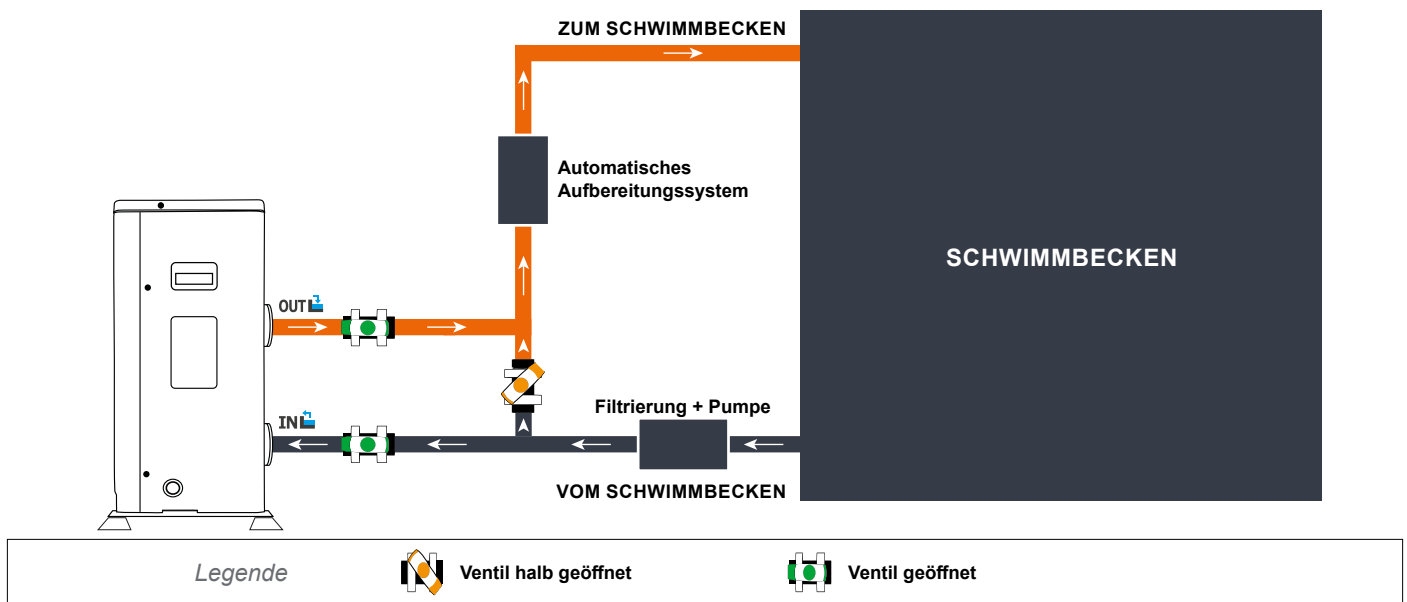 ZUM SCHWIMMBECKEN
Automatisches
Aufbereitungssystem
SCHWIMMBECKEN
OUT
IN
Filtrierung + Pumpe
VOM SCHWIMMBECKEN
Legende
Ventil halb geöffnet
Ventil geöffnet